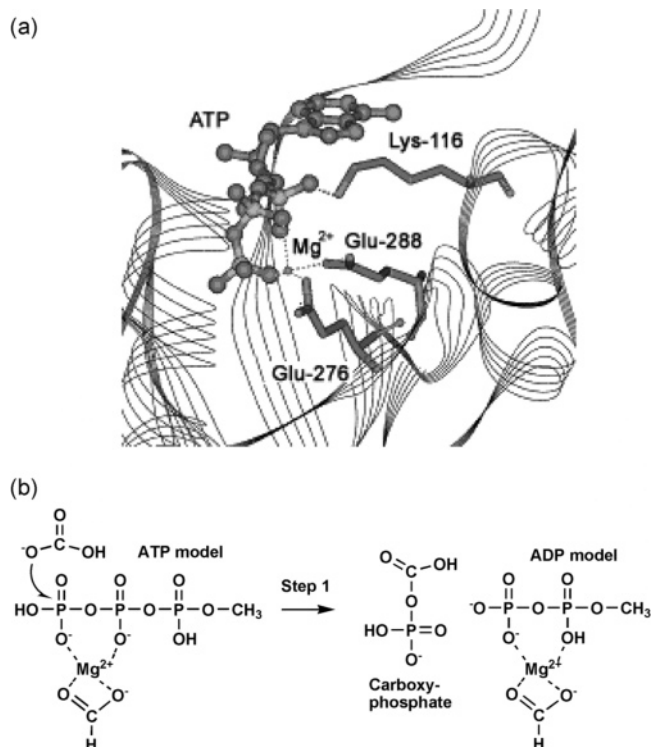 (a)
ATP
Lys-116
Mg2+
Glu-288
Glu-276
(b)
O
-O
OH
ATP model
O O O
HO-P-O-P-O-P-O-CH3
O- O- OH
Mg2+
O O-
C
H
Step 1
O
C
OH
O
HO-P=O
O-
Carboxy-
phosphate
ADP model
O O
-O-P-O-P-O-CH3
O- OH
Mg2+
O O-
C
H